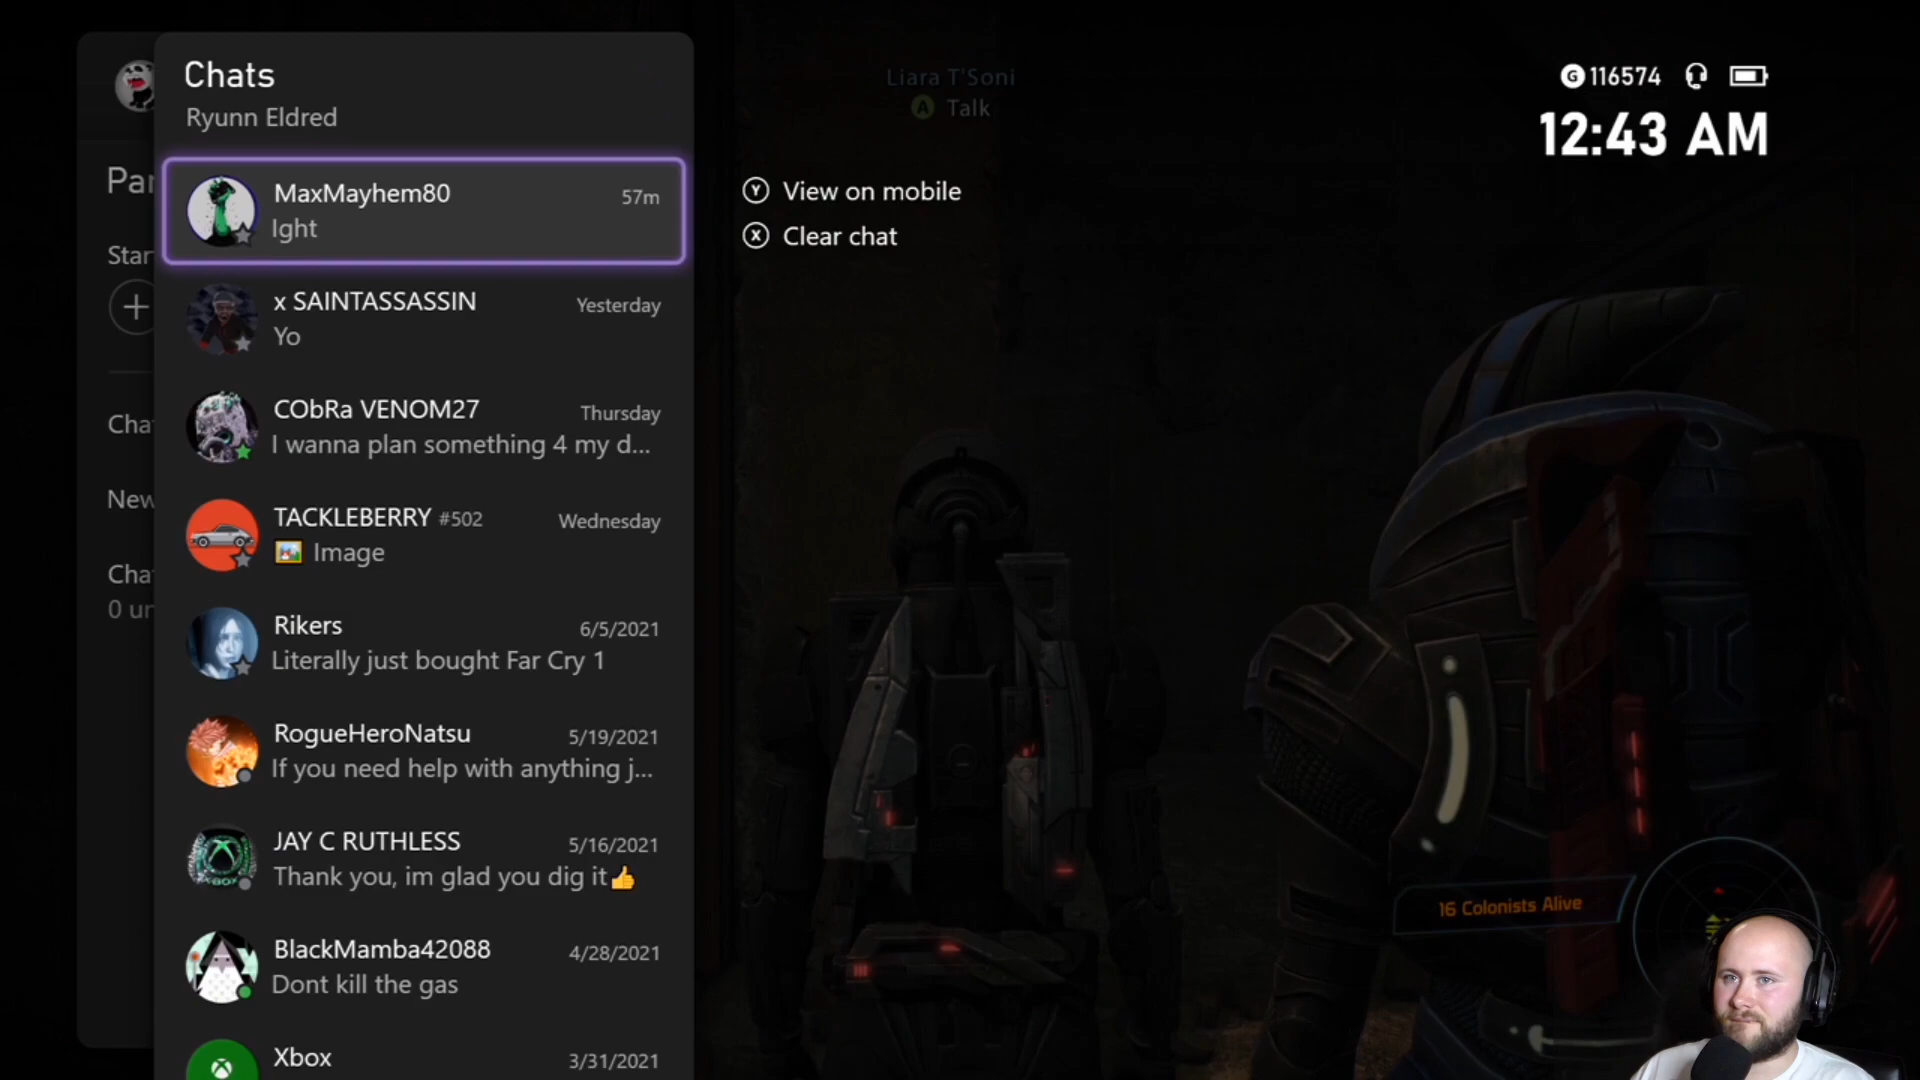 Chats
Ryunn Eldred
MaxMayhem80 57m
Ight
x SAINTASSASSIN Yesterday
Yo
CObRa VENOM27 Thursday
I wanna plan something 4 my d...
TACKLEBERRY #502 Wednesday
Image
Rikers 6/5/2021
Literally just bought Far Cry 1
RogueHeroNatsu 5/19/2021
If you need help with anything j...
JAY C RUTHLESS 5/16/2021
Thank you, im glad you dig it👍
BlackMamba42088 4/28/2021
Dont kill the gas
Xbox 3/31/2021
Par
Star
Cha
New
Cha
0 un
Liara T'Soni
A Talk
Y View on mobile
X Clear chat
G 116574
12:43 AM
16 Colonists Alive